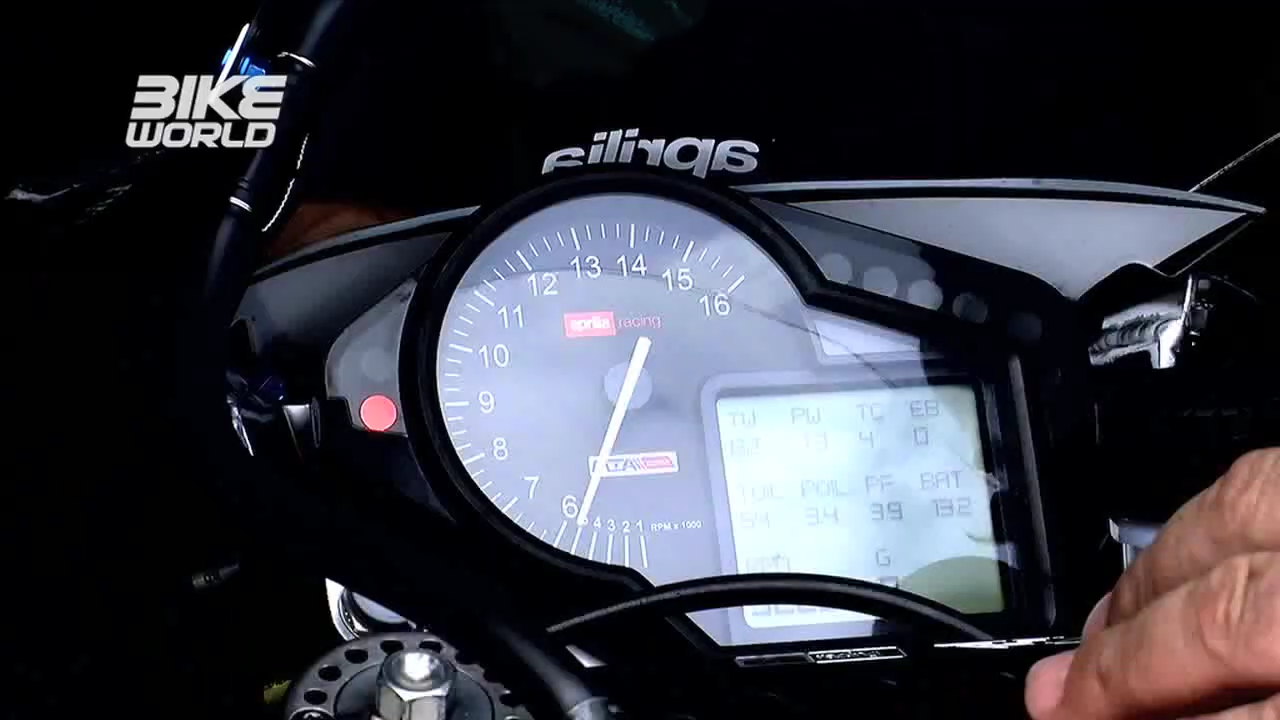 BIKE
WORLD
aprilia
13 14
12 15
11 16
aprilia racing
10
9
8
7
6
4 3 2 1 RPM x 1000
TW PW TC EB
4 0
TOIL POIL PF BAT
54 3.4 3.9 13.2
RPM G